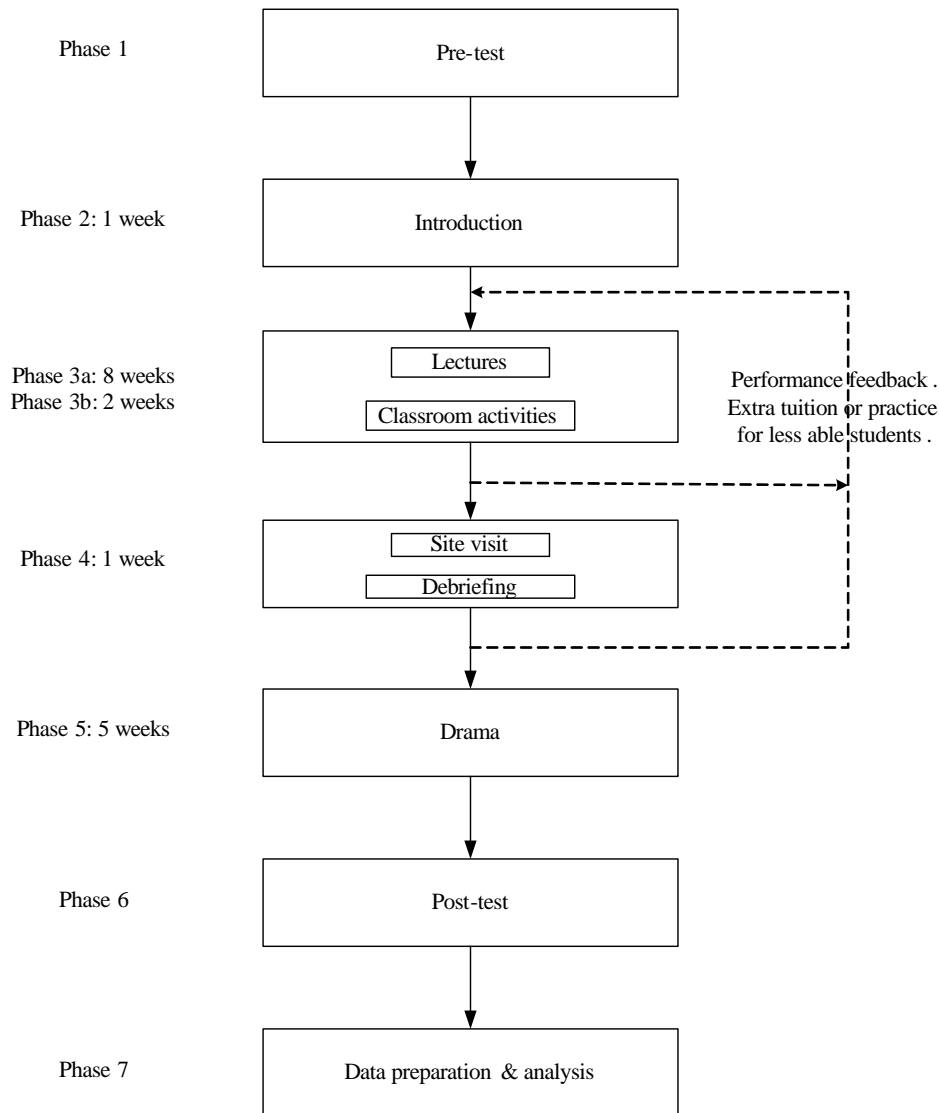 Phase 1
Pre-test
Phase 2: 1 week
Introduction
Phase 3a: 8 weeks
Phase 3b: 2 weeks
Lectures
Classroom activities
Performance feedback .
Extra tuition or practice
for less able students .
Phase 4: 1 week
Site visit
Debriefing
Phase 5: 5 weeks
Drama
Phase 6
Post-test
Phase 7
Data preparation & analysis